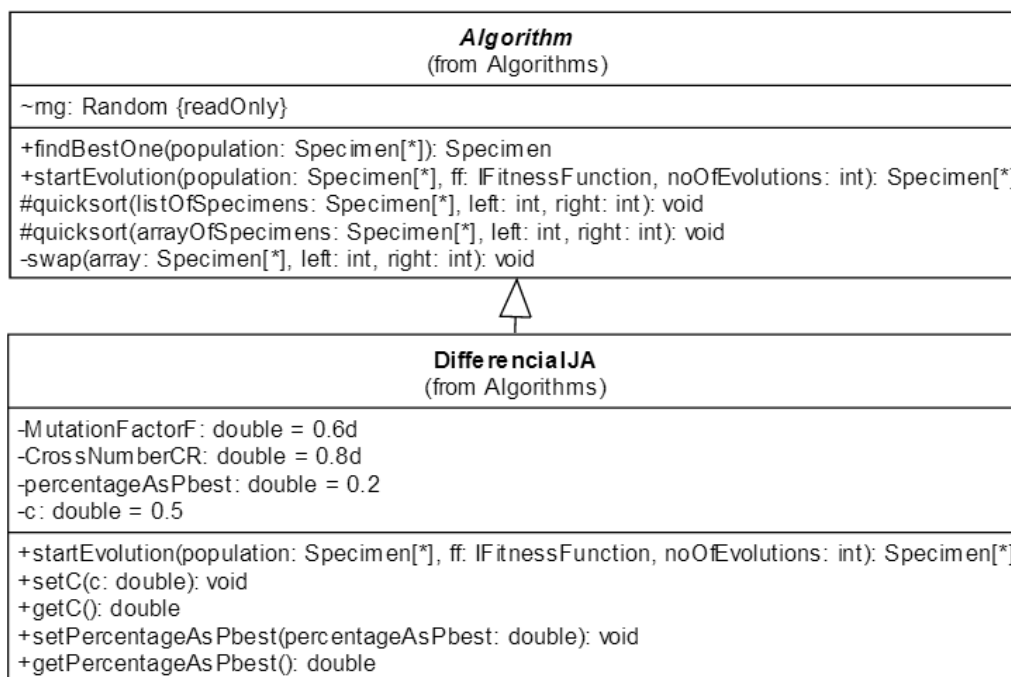 Algorithm
(from Algorithms)
~rng: Random {readOnly}
+findBestOne(population: Specimen[*]): Specimen
+startEvolution(population: Specimen[*], ff: IFitnessFunction, noOfEvolutions: int): Specimen[*]
#quicksort(listOfSpecimens: Specimen[*], left: int, right: int): void
#quicksort(arrayOfSpecimens: Specimen[*], left: int, right: int): void
-swap(array: Specimen[*], left: int, right: int): void
DifferencialJA
(from Algorithms)
-MutationFactorF: double = 0.6d
-CrossNumberCR: double = 0.8d
-percentageAsPbest: double = 0.2
-c: double = 0.5
+startEvolution(population: Specimen[*], ff: IFitnessFunction, noOfEvolutions: int): Specimen[*]
+setC(c: double): void
+getC(): double
+setPercentageAsPbest(percentageAsPbest: double): void
+getPercentageAsPbest(): double